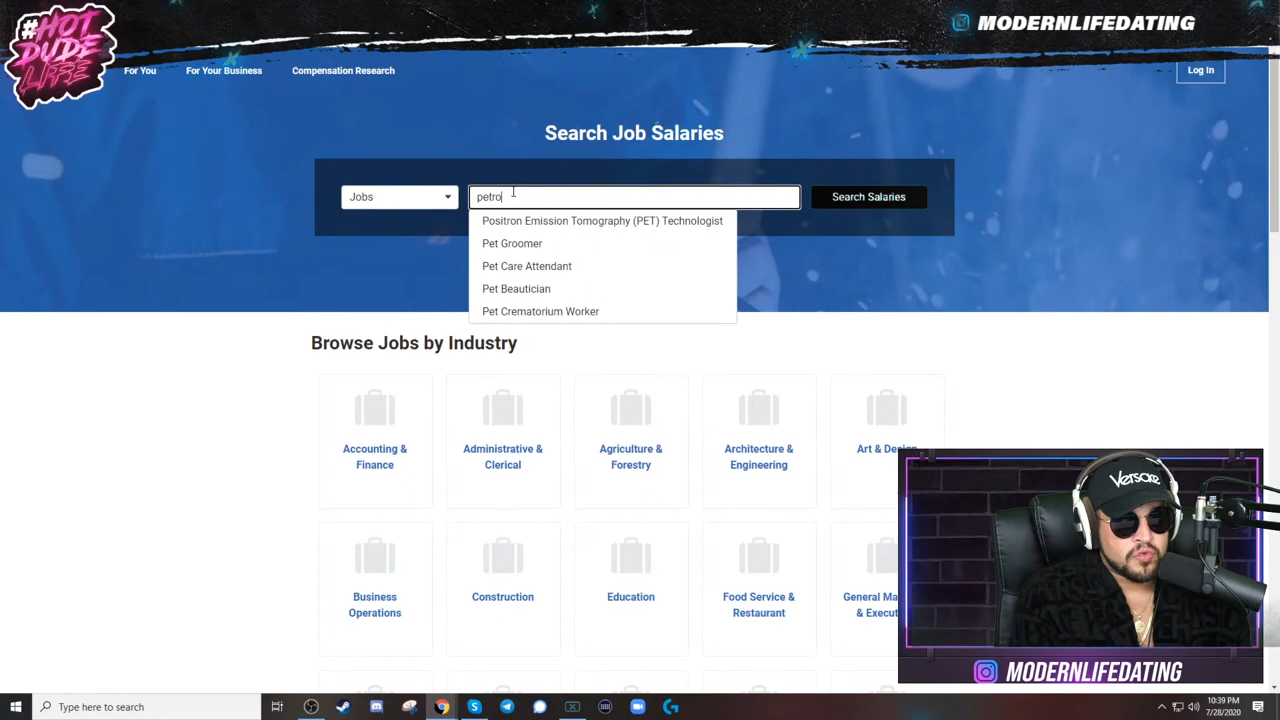 #HOT
DUDE
LIFE
MODERNLIFEDATING
For You
For Your Business
Compensation Research
Log In
Search Job Salaries
Jobs
petro
Search Salaries
Positron Emission Tomography (PET) Technologist
Pet Groomer
Pet Care Attendant
Pet Beautician
Pet Crematorium Worker
Browse Jobs by Industry
Accounting &
Finance
Administrative &
Clerical
Agriculture &
Forestry
Architecture &
Engineering
Art & Design
Business
Operations
Construction
Education
Food Service &
Restaurant
General Ma
& Execut
VERSACE
MODERNLIFEDATING
Type here to search
10:39 PM
7/28/2020